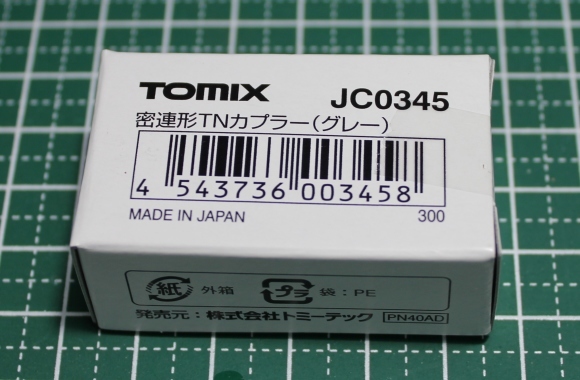 TOMIX JC0345
密連形TNカプラー(グレー)
4 543736 003458
MADE IN JAPAN 300
紙 外箱 プラ 袋：PE
発売元：株式会社トミーテック PN40AD